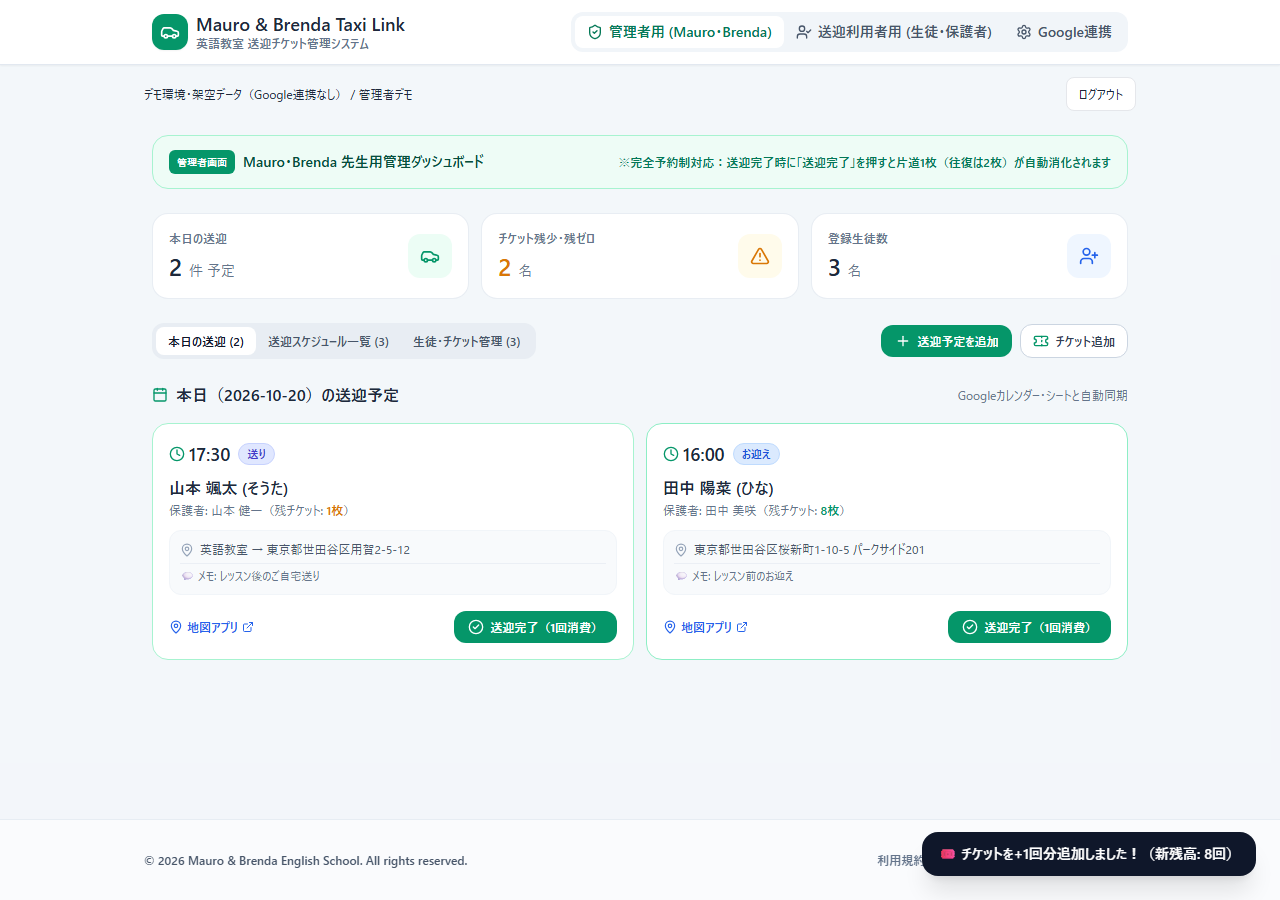 Mauro & Brenda Taxi Link
英語教室 送迎チケット管理システム
管理者用 (Mauro・Brenda)
送迎利用者用 (生徒・保護者)
Google連携
デモ環境・架空データ（Google連携なし） / 管理者デモ
ログアウト
管理者画面
Mauro・Brenda 先生用管理ダッシュボード
※完全予約制対応：送迎完了時に「送迎完了」を押すと片道1枚（往復は2枚）が自動消化されます
本日の送迎
2 件 予定
チケット残少・残ゼロ
2 名
登録生徒数
3 名
本日の送迎 (2)
送迎スケジュール一覧 (3)
生徒・チケット管理 (3)
送迎予定を追加
チケット追加
本日（2026-10-20）の送迎予定
Googleカレンダー・シートと自動同期
17:30 送り
山本 颯太 (そうた)
保護者: 山本 健一（残チケット: 1枚）
英語教室 → 東京都世田谷区用賀2-5-12
メモ: レッスン後のご自宅送り
地図アプリ
送迎完了（1回消費）
16:00 お迎え
田中 陽菜 (ひな)
保護者: 田中 美咲（残チケット: 8枚）
東京都世田谷区桜新町1-10-5 パークサイド201
メモ: レッスン前のお迎え
地図アプリ
送迎完了（1回消費）
© 2026 Mauro & Brenda English School. All rights reserved.
利用規約
チケットを+1回分追加しました！（新残高: 8回）